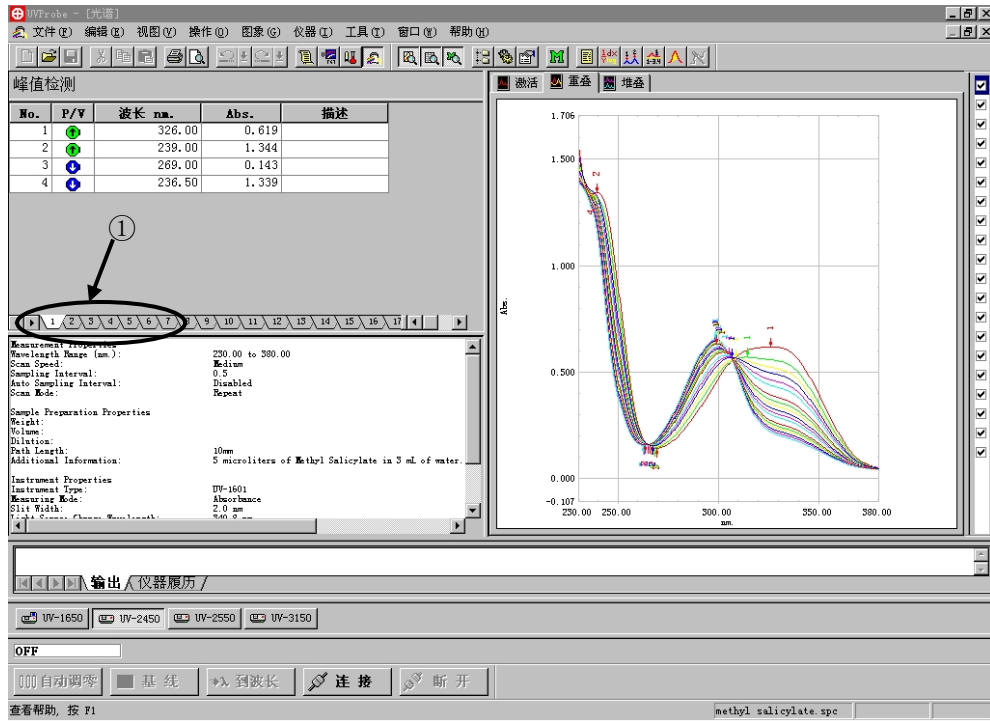 UVProbe - [光谱]
文件(F) 编辑(E) 视图(V) 操作(O) 图象(G) 仪器(I) 工具(T) 窗口(W) 帮助(H)
峰值检测
No. P/V 波长 nm. Abs. 描述
1 326.00 0.619
2 239.00 1.344
3 269.00 0.143
4 236.50 1.339
①
1 2 3 4 5 6 7 8 9 10 11 12 13 14 15 16 17
Measurement Properties
Wavelength Range (nm.): 230.00 to 380.00
Scan Speed: Medium
Sampling Interval: 0.5
Auto Sampling Interval: Disabled
Scan Mode: Repeat
Sample Preparation Properties
Weight:
Volume:
Dilution:
Path Length: 10mm
Additional Information: 5 microliters of Methyl Salicylate in 3 mL of water.
Instrument Properties
Instrument Type: UV-1601
Measuring Mode: Absorbance
Slit Width: 2.0 nm
激活 重叠 堆叠
1.706
1.500
1.000
0.500
0.000
-0.107
Abs.
2
4
1
1
230.00 250.00 300.00 350.00 380.00
nm.
输出 仪器履历
UV-1650 UV-2450 UV-2550 UV-3150
OFF
自动调零 基线 到波长 连接 断开
查看帮助, 按 F1
methyl salicylate.spc